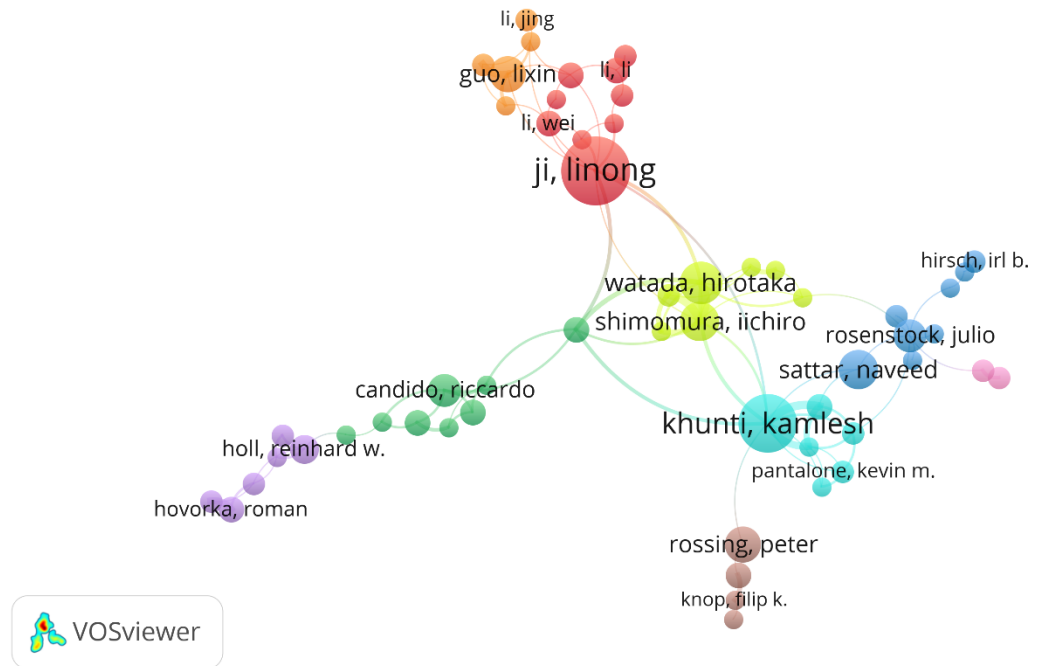 li, jing
guo, lixin
li, li
li, wei
ji, linong
hirsch, irl b.
watada, hirotaka
shimomura, iichiro
rosenstock, julio
sattar, naveed
candido, riccardo
khunti, kamlesh
holl, reinhard w.
pantalone, kevin m.
hovorka, roman
rossing, peter
knop, filip k.
VOSviewer